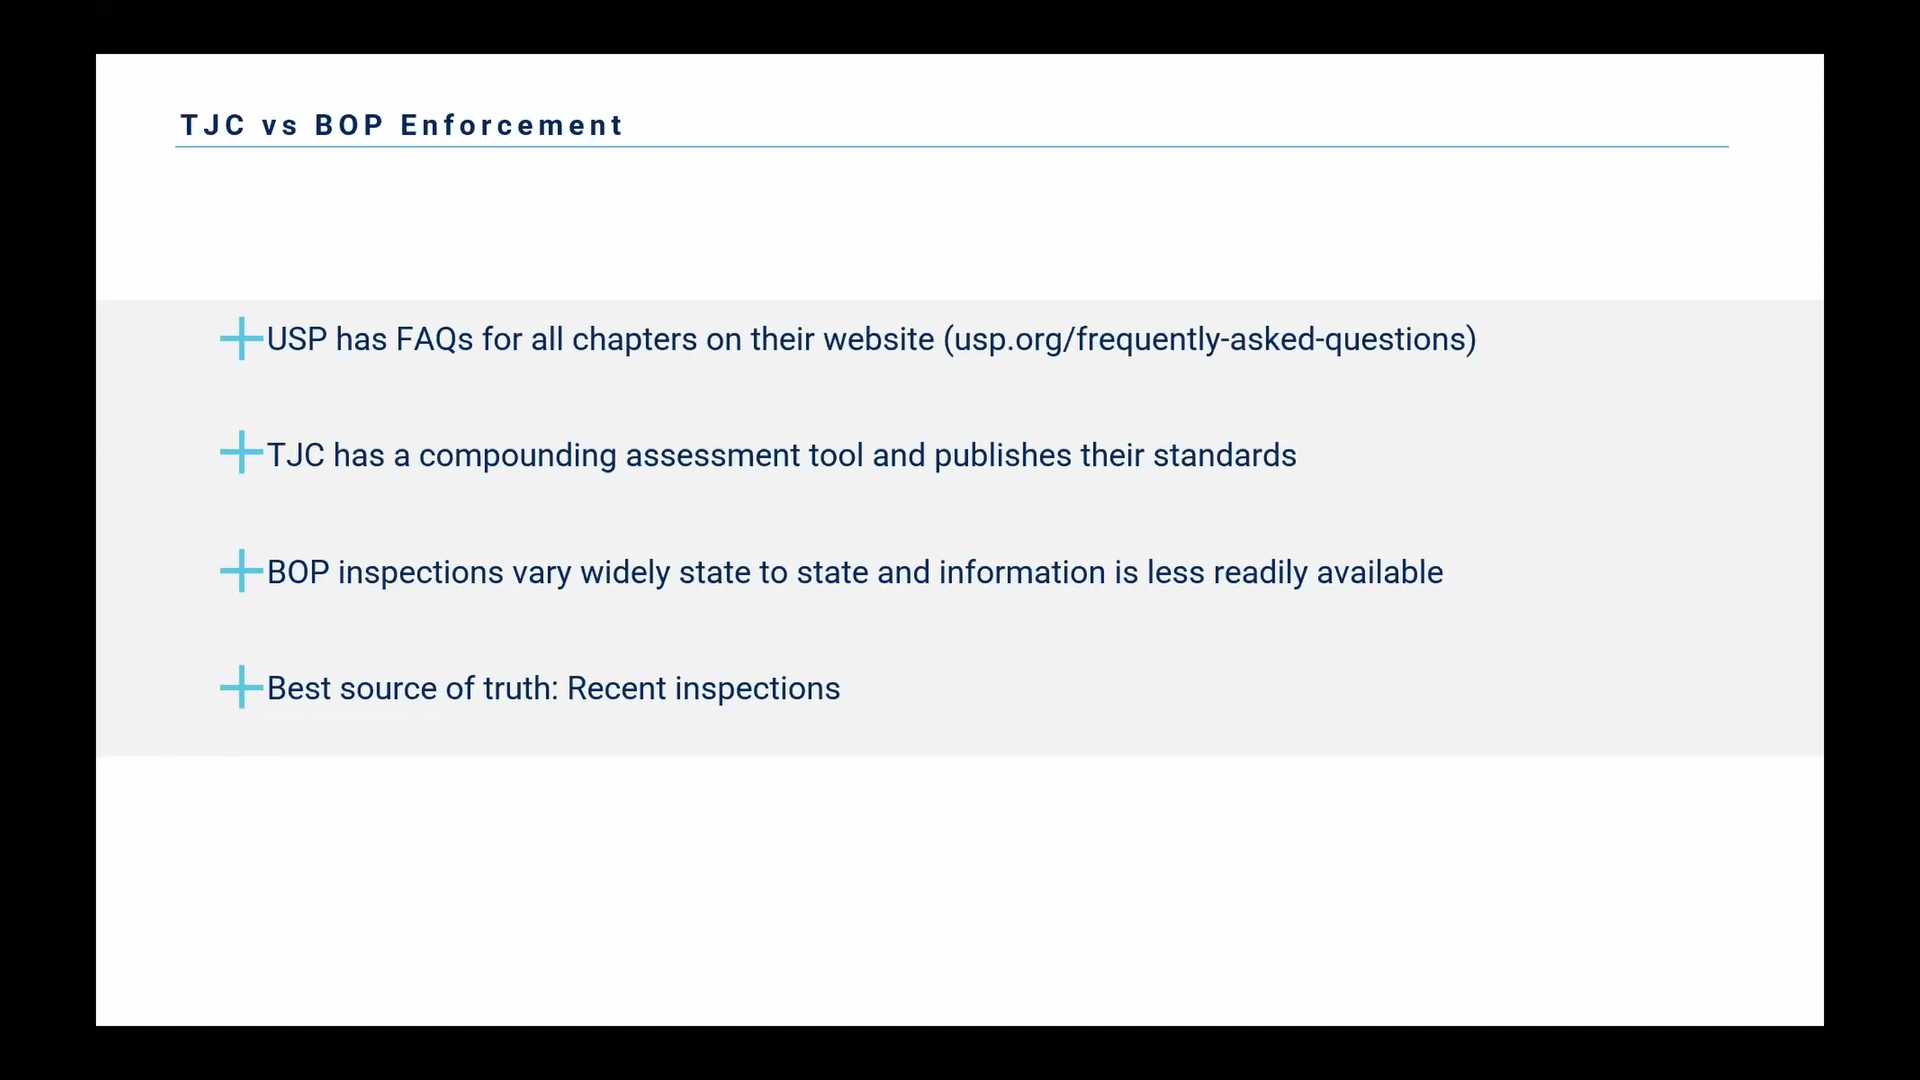 TJC vs BOP Enforcement
USP has FAQs for all chapters on their website (usp.org/frequently-asked-questions)
TJC has a compounding assessment tool and publishes their standards
BOP inspections vary widely state to state and information is less readily available
Best source of truth: Recent inspections